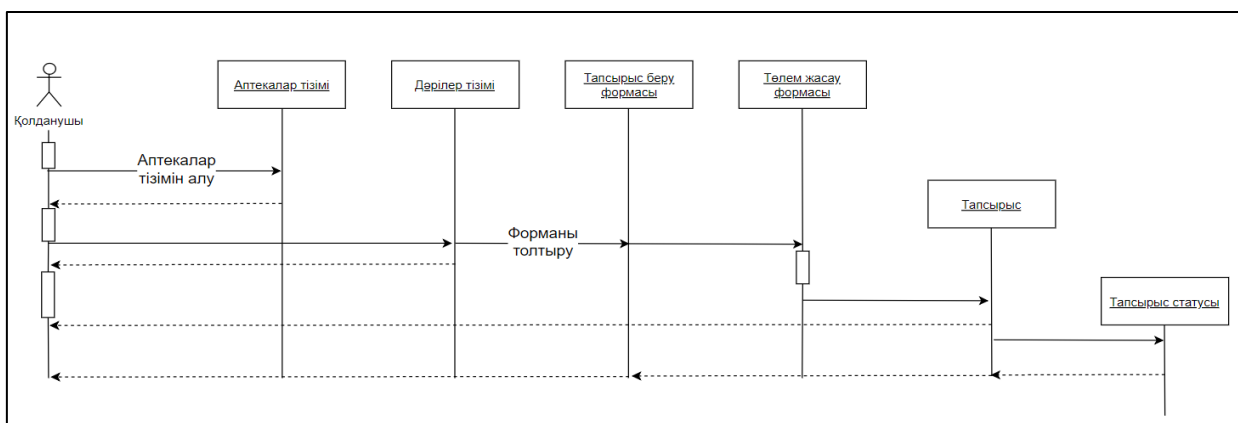 Аптекалар тізімі
Дәрілер тізімі
Тапсырыс беру
формасы
Төлем жасау
формасы
Қолданушы
Аптекалар
тізімін алу
Тапсырыс
Форманы
толтыру
Тапсырыс статусы